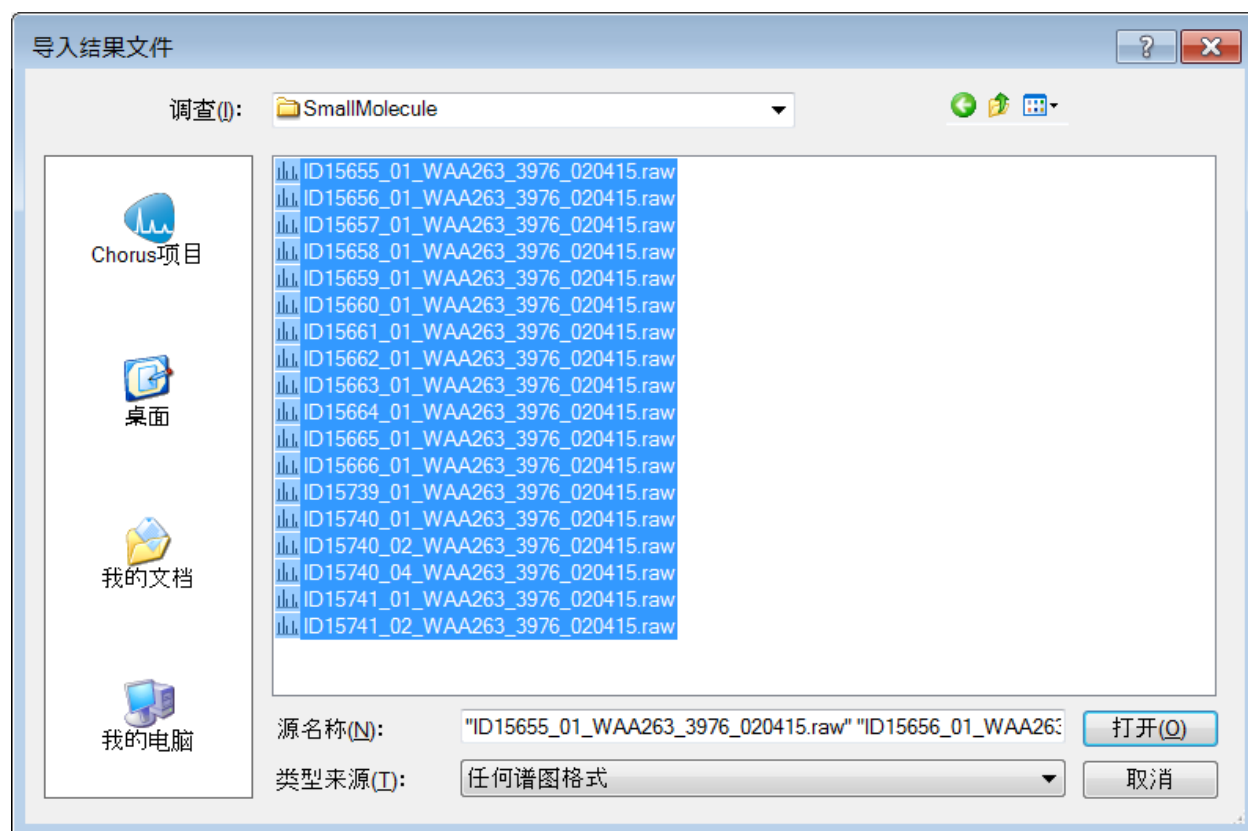 导入结果文件
调查(I):
SmallMolecule
Chorus项目
桌面
我的文档
我的电脑
ID15655_01_WAA263_3976_020415.raw
ID15656_01_WAA263_3976_020415.raw
ID15657_01_WAA263_3976_020415.raw
ID15658_01_WAA263_3976_020415.raw
ID15659_01_WAA263_3976_020415.raw
ID15660_01_WAA263_3976_020415.raw
ID15661_01_WAA263_3976_020415.raw
ID15662_01_WAA263_3976_020415.raw
ID15663_01_WAA263_3976_020415.raw
ID15664_01_WAA263_3976_020415.raw
ID15665_01_WAA263_3976_020415.raw
ID15666_01_WAA263_3976_020415.raw
ID15739_01_WAA263_3976_020415.raw
ID15740_01_WAA263_3976_020415.raw
ID15740_02_WAA263_3976_020415.raw
ID15740_04_WAA263_3976_020415.raw
ID15741_01_WAA263_3976_020415.raw
ID15741_02_WAA263_3976_020415.raw
源名称(N): "ID15655_01_WAA263_3976_020415.raw" "ID15656_01_WAA263 打开(O)
类型来源(T): 任何谱图格式 取消